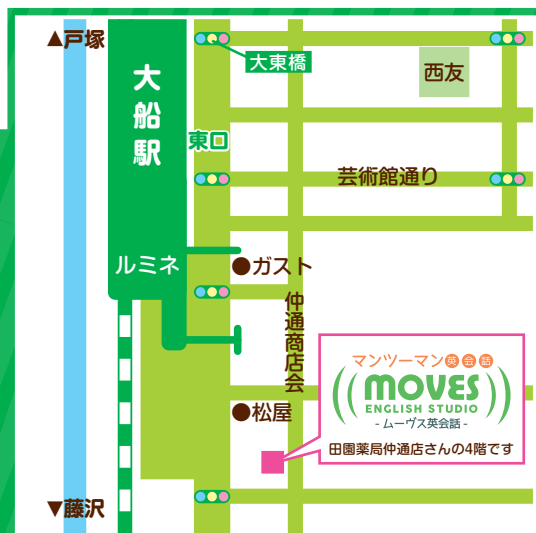 ▲戸塚
大船駅
大東橋
西友
東口
芸術館通り
ルミネ
●ガスト
仲通商店会
マンツーマン英会話
MOVES
ENGLISH STUDIO
- ムーヴス英会話 -
田園薬局仲通店さんの4階です
●松屋
▼藤沢